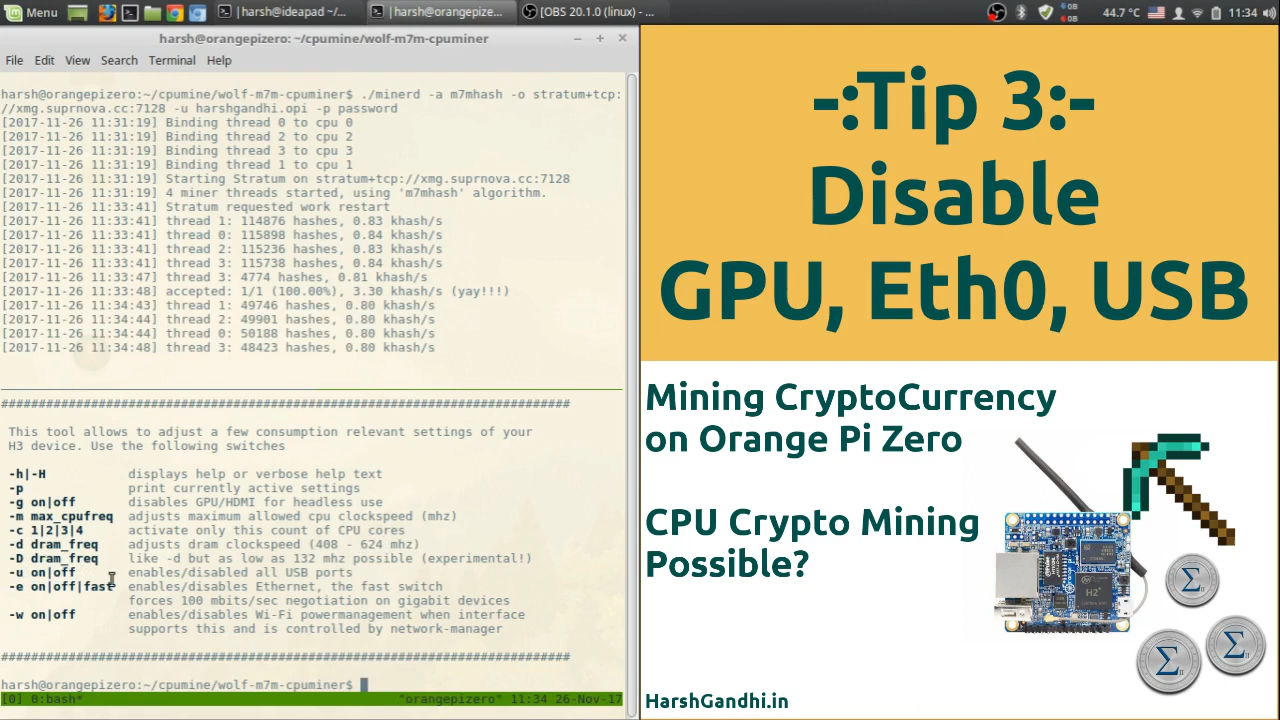 Menu
|harsh@ideapad ~/...
|harsh@orangepize...
[OBS 20.1.0 (linux) - ...
0B
0B
44.7 °C
11:34
harsh@orangepizero: ~/cpumine/wolf-m7m-cpuminer
File Edit View Search Terminal Help
harsh@orangepizero:~/cpumine/wolf-m7m-cpuminer$ ./minerd -a m7mhash -o stratum+tcp:
//xmg.suprnova.cc:7128 -u harshgandhi.opi -p password
[2017-11-26 11:31:19] Binding thread 0 to cpu 0
[2017-11-26 11:31:19] Binding thread 2 to cpu 2
[2017-11-26 11:31:19] Binding thread 3 to cpu 3
[2017-11-26 11:31:19] Binding thread 1 to cpu 1
[2017-11-26 11:31:19] Starting Stratum on stratum+tcp://xmg.suprnova.cc:7128
[2017-11-26 11:31:19] 4 miner threads started, using 'm7mhash' algorithm.
[2017-11-26 11:33:41] Stratum requested work restart
[2017-11-26 11:33:41] thread 1: 114876 hashes, 0.83 khash/s
[2017-11-26 11:33:41] thread 0: 115898 hashes, 0.84 khash/s
[2017-11-26 11:33:41] thread 2: 115236 hashes, 0.83 khash/s
[2017-11-26 11:33:41] thread 3: 115738 hashes, 0.84 khash/s
[2017-11-26 11:33:47] thread 3: 4774 hashes, 0.81 khash/s
[2017-11-26 11:33:48] accepted: 1/1 (100.00%), 3.30 khash/s (yay!!!)
[2017-11-26 11:34:43] thread 1: 49746 hashes, 0.80 khash/s
[2017-11-26 11:34:44] thread 2: 49901 hashes, 0.80 khash/s
[2017-11-26 11:34:44] thread 0: 50188 hashes, 0.80 khash/s
[2017-11-26 11:34:48] thread 3: 48423 hashes, 0.80 khash/s
############################################################################
This tool allows to adjust a few consumption relevant settings of your
H3 device. Use the following switches
-h|-H displays help or verbose help text
-p print currently active settings
-g on|off disables GPU/HDMI for headless use
-m max_cpufreq adjusts maximum allowed cpu clockspeed (mhz)
-c 1|2|3|4 activate only this count of CPU cores
-d dram_freq adjusts dram clockspeed (408 - 624 mhz)
-D dram_freq like -d but as low as 132 mhz possible (experimental!)
-u on|off enables/disabled all USB ports
-e on|off|fast enables/disables Ethernet, the fast switch
forces 100 mbits/sec negotiation on gigabit devices
-w on|off enables/disables Wi-Fi powermanagement when interface
supports this and is controlled by network-manager
############################################################################
harsh@orangepizero:~/cpumine/wolf-m7m-cpuminer$
[0] 0:bash* "orangepizero" 11:34 26-Nov-17
-:Tip 3:-
Disable
GPU, Eth0, USB
Mining CryptoCurrency
on Orange Pi Zero
CPU Crypto Mining
Possible?
H2+
Σ
Σ
Σ
HarshGandhi.in